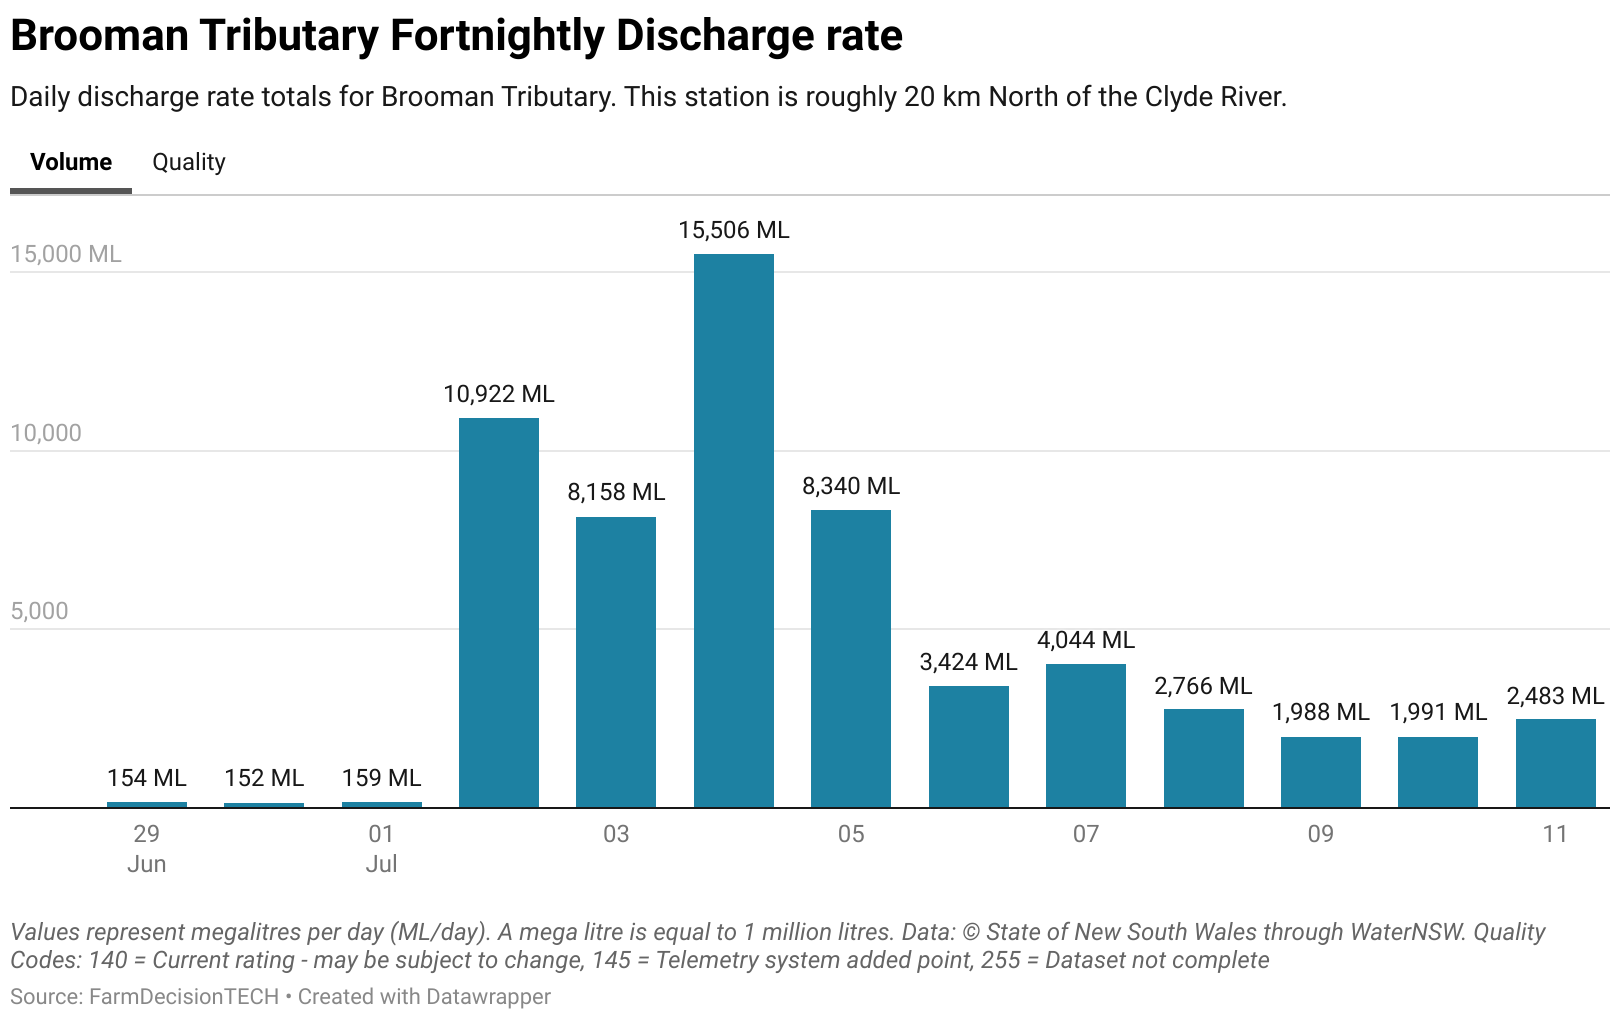 Brooman Tributary Fortnightly Discharge rate
Daily discharge rate totals for Brooman Tributary. This station is roughly 20 km North of the Clyde River.
Volume Quality
15,506 ML
15,000 ML
10,922 ML
10,000
8,158 ML
8,340 ML
5,000
4,044 ML
3,424 ML
2,766 ML
2,483 ML
1,988 ML
1,991 ML
154 ML
152 ML
159 ML
29 01 03 05 07 09 11
Jun Jul
Values represent megalitres per day (ML/day). A mega litre is equal to 1 million litres. Data: © State of New South Wales through WaterNSW. Quality
Codes: 140 = Current rating - may be subject to change, 145 = Telemetry system added point, 255 = Dataset not complete
Source: FarmDecisionTECH • Created with Datawrapper